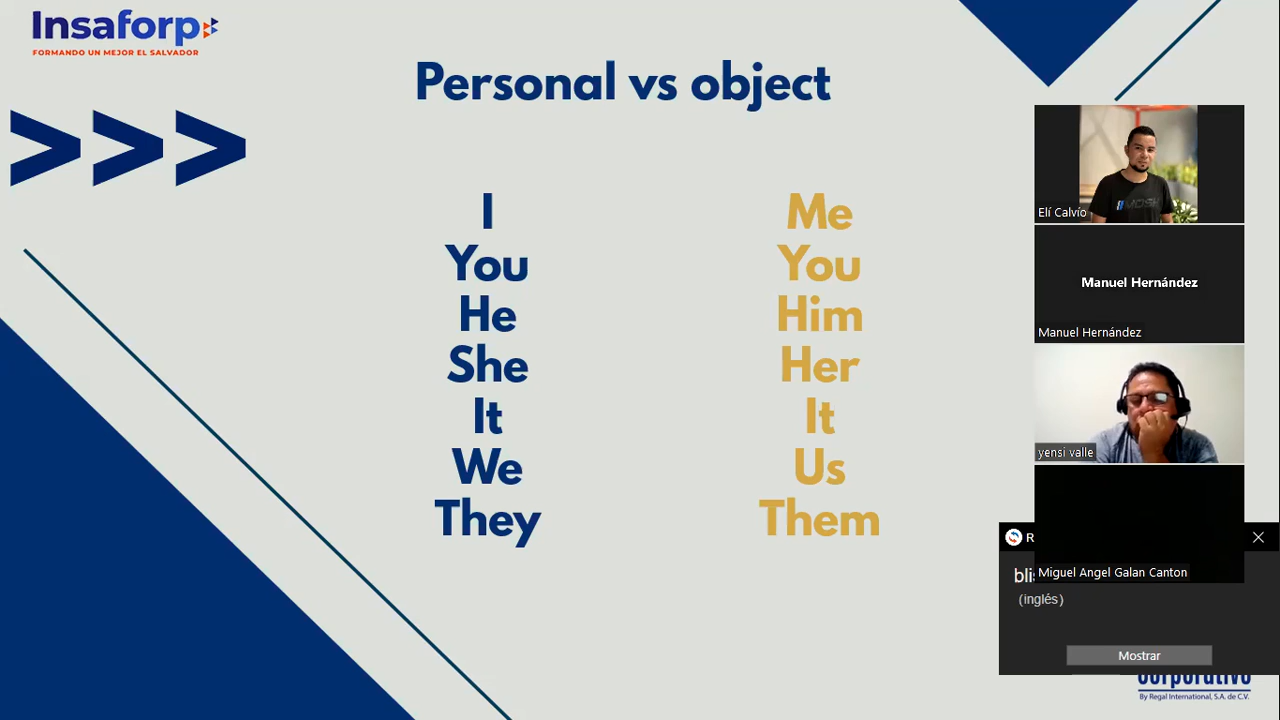 Insaforp
FORMANDO UN MEJOR EL SALVADOR
Personal vs object
>>>
I
Me
You
You
He
Him
She
Her
It
It
We
Us
They
Them
Elí Calvío
Manuel Hernández
Manuel Hernández
yensi valle
Miguel Angel Galan Canton
(inglés)
Mostrar
By Regal International, S.A. de C.V.